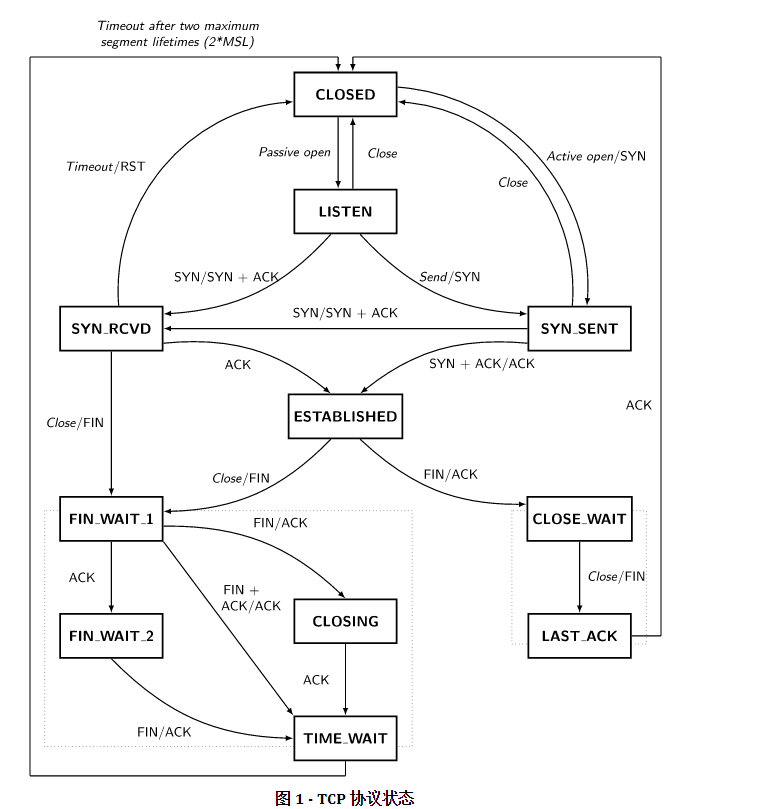 Timeout after two maximum
segment lifetimes (2*MSL)
CLOSED
Passive open
Close
Timeout/RST
Active open/SYN
Close
LISTEN
SYN/SYN + ACK
Send/SYN
SYN_RCVD
SYN/SYN + ACK
SYN_SENT
ACK
SYN + ACK/ACK
ESTABLISHED
ACK
Close/FIN
Close/FIN
FIN/ACK
FIN_WAIT_1
FIN/ACK
CLOSE_WAIT
ACK
FIN +
ACK/ACK
Close/FIN
CLOSING
FIN_WAIT_2
LAST_ACK
ACK
FIN/ACK
TIME_WAIT
图 1 - TCP 协议状态